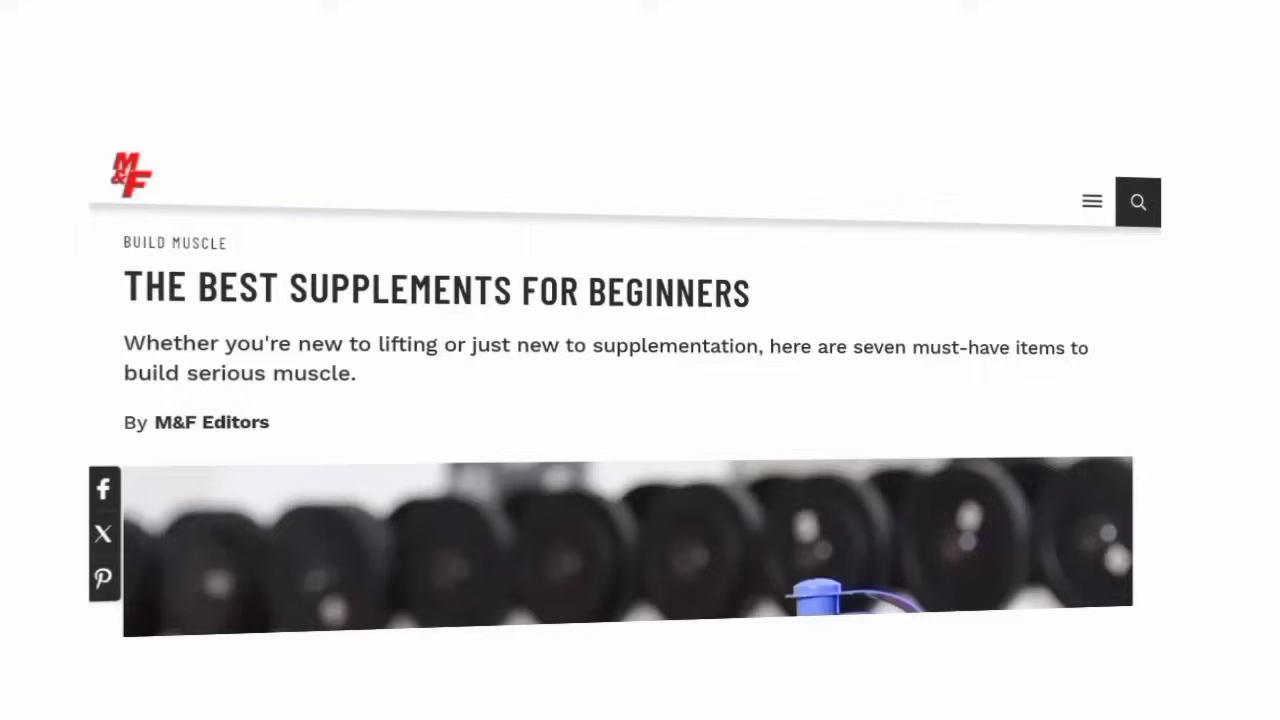 M&F
BUILD MUSCLE
THE BEST SUPPLEMENTS FOR BEGINNERS
Whether you're new to lifting or just new to supplementation, here are seven must-have items to
build serious muscle.
By M&F Editors